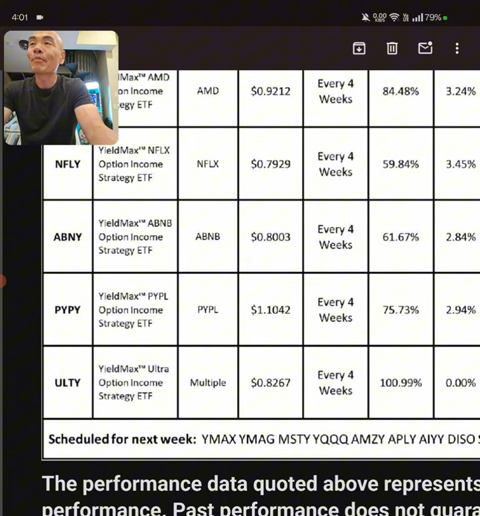 4:01
79%
YieldMax™ AMD
Option Income
Strategy ETF
AMD
$0.9212
Every 4
Weeks
84.48%
3.24%
NFLY
YieldMax™ NFLX
Option Income
Strategy ETF
NFLX
$0.7929
Every 4
Weeks
59.84%
3.45%
ABNY
YieldMax™ ABNB
Option Income
Strategy ETF
ABNB
$0.8003
Every 4
Weeks
61.67%
2.84%
PYPY
YieldMax™ PYPL
Option Income
Strategy ETF
PYPL
$1.1042
Every 4
Weeks
75.73%
2.94%
ULTY
YieldMax™ Ultra
Option Income
Strategy ETF
Multiple
$0.8267
Every 4
Weeks
100.99%
0.00%
Scheduled for next week: YMAX YMAG MSTY YQQQ AMZY APLY AIYY DISO
The performance data quoted above represents
performance. Past performance does not guara